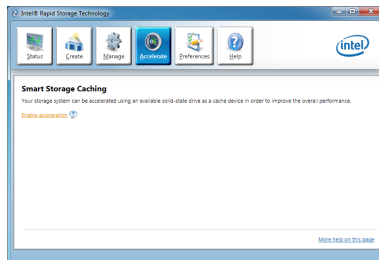 Intel® Rapid Storage Technology
Status
Create
Manage
Accelerate
Preferences
Help
intel
Smart Storage Caching
Your storage system can be accelerated using an available solid-state drive as a cache device in order to improve the overall performance.
Enable acceleration ?
More help on this page